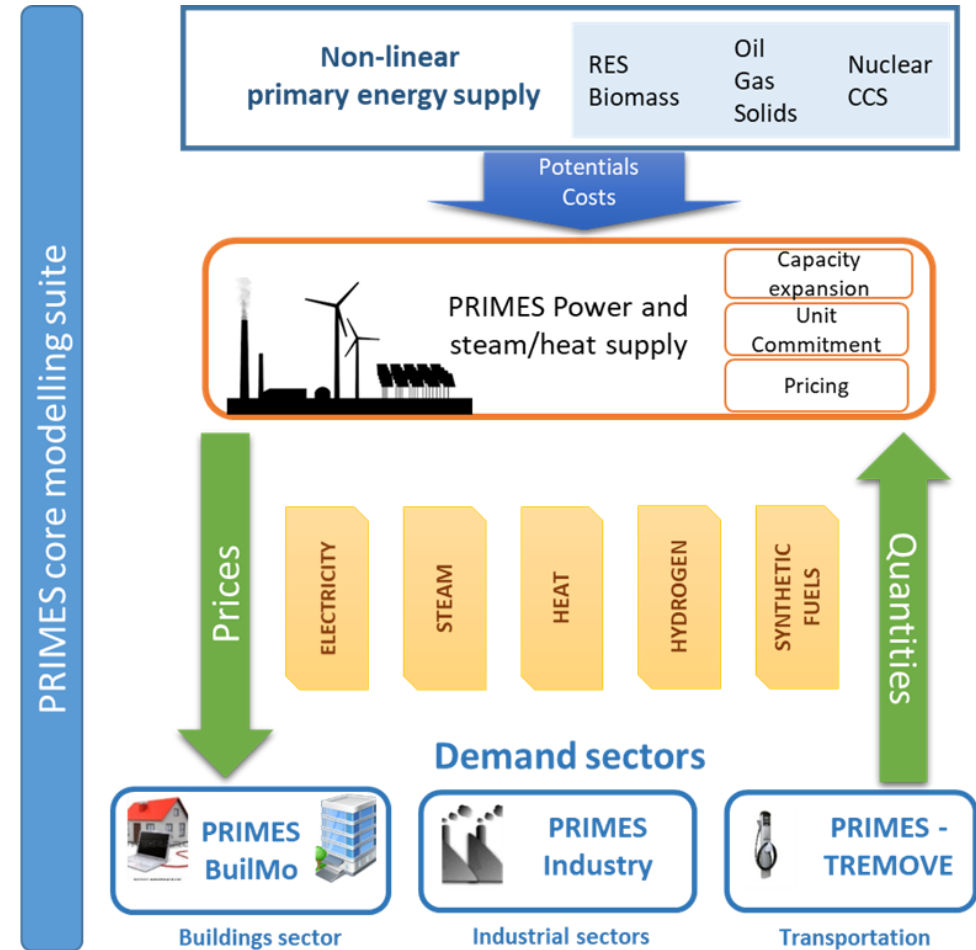 PRIMES core modelling suite
Non-linear
primary energy supply
RES
Biomass
Oil
Gas
Solids
Nuclear
CCS
Potentials
Costs
PRIMES Power and
steam/heat supply
Capacity
expansion
Unit
Commitment
Pricing
Prices
ELECTRICITY
STEAM
HEAT
HYDROGEN
SYNTHETIC
FUELS
Quantities
Demand sectors
PRIMES
BuilMo
PRIMES
Industry
PRIMES -
TREMOVE
Buildings sector
Industrial sectors
Transportation